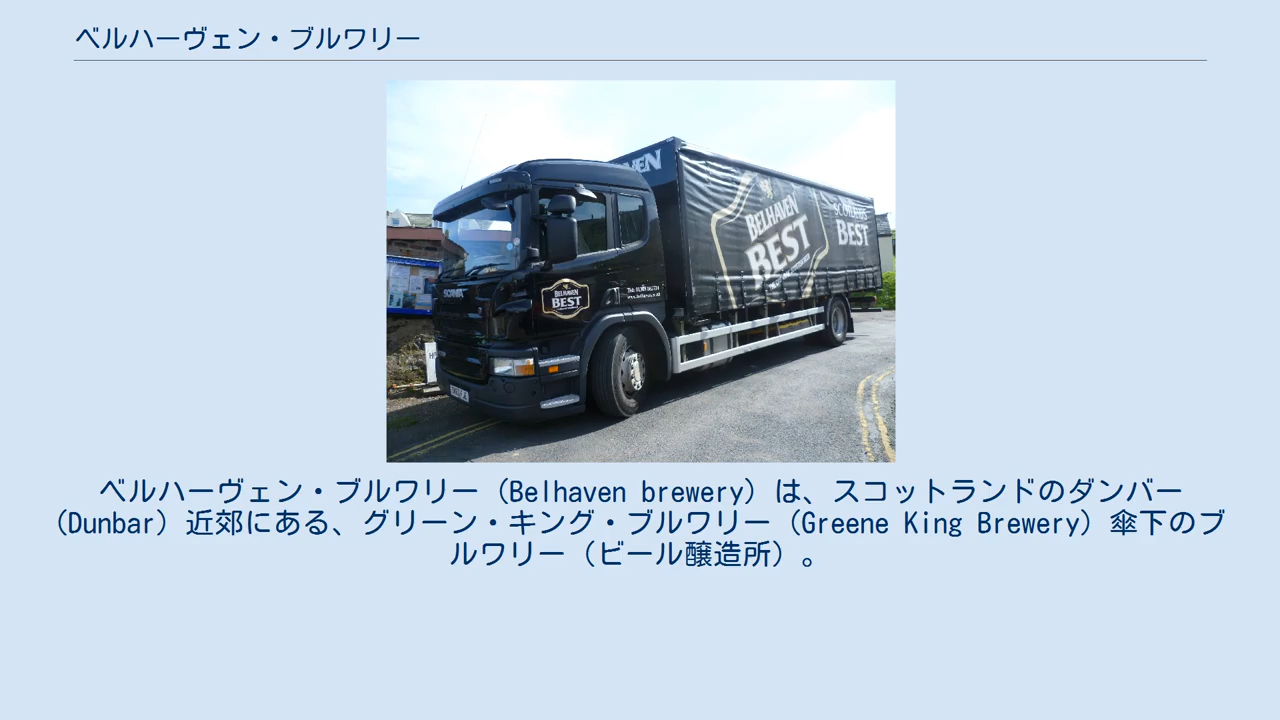 ベルハーヴェン・ブルワリー
BELHAVEN
BEST
SCOTLAND'S
BEST
SCANIA
BELHAVEN
BEST
ベルハーヴェン・ブルワリー（Belhaven brewery）は、スコットランドのダンバー
（Dunbar）近郊にある、グリーン・キング・ブルワリー（Greene King Brewery）傘下のブ
ルワリー（ビール醸造所）。